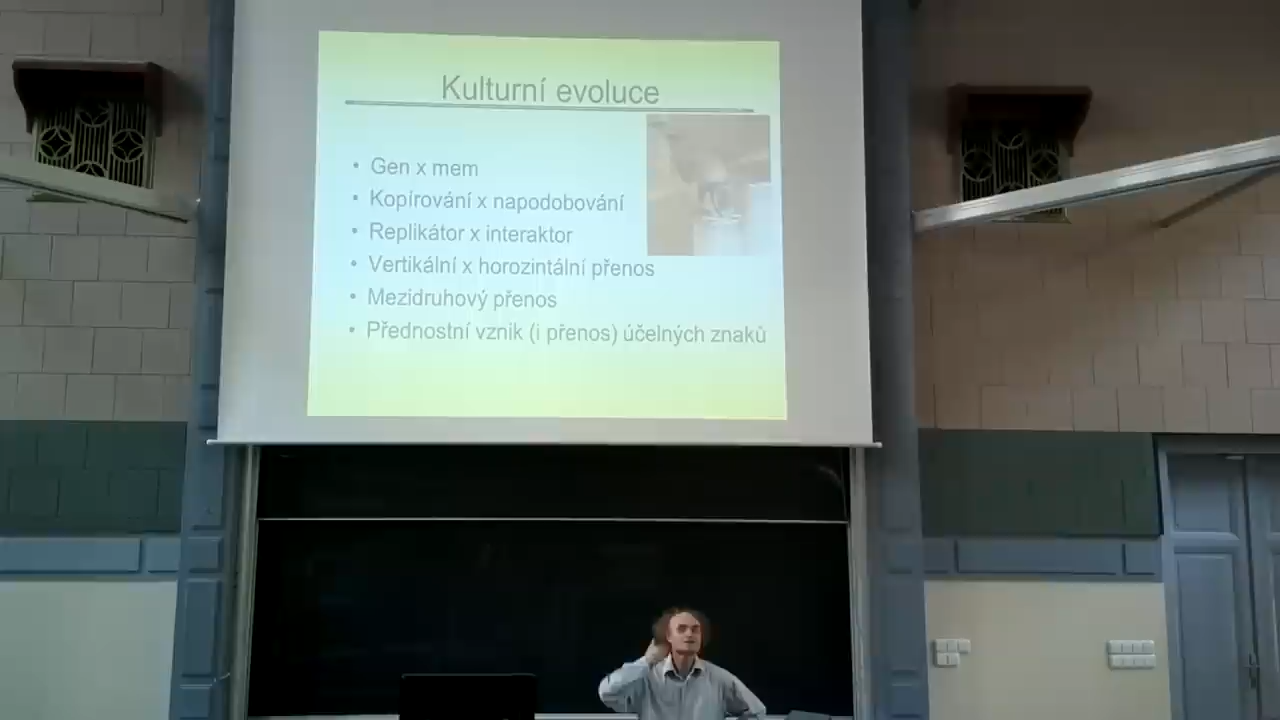 Kulturní evoluce
• Gen x mem
• Kopírování x napodobování
• Replikátor x interaktor
• Vertikální x horozintální přenos
• Mezidruhový přenos
• Přednostní vznik (i přenos) účelných znaků